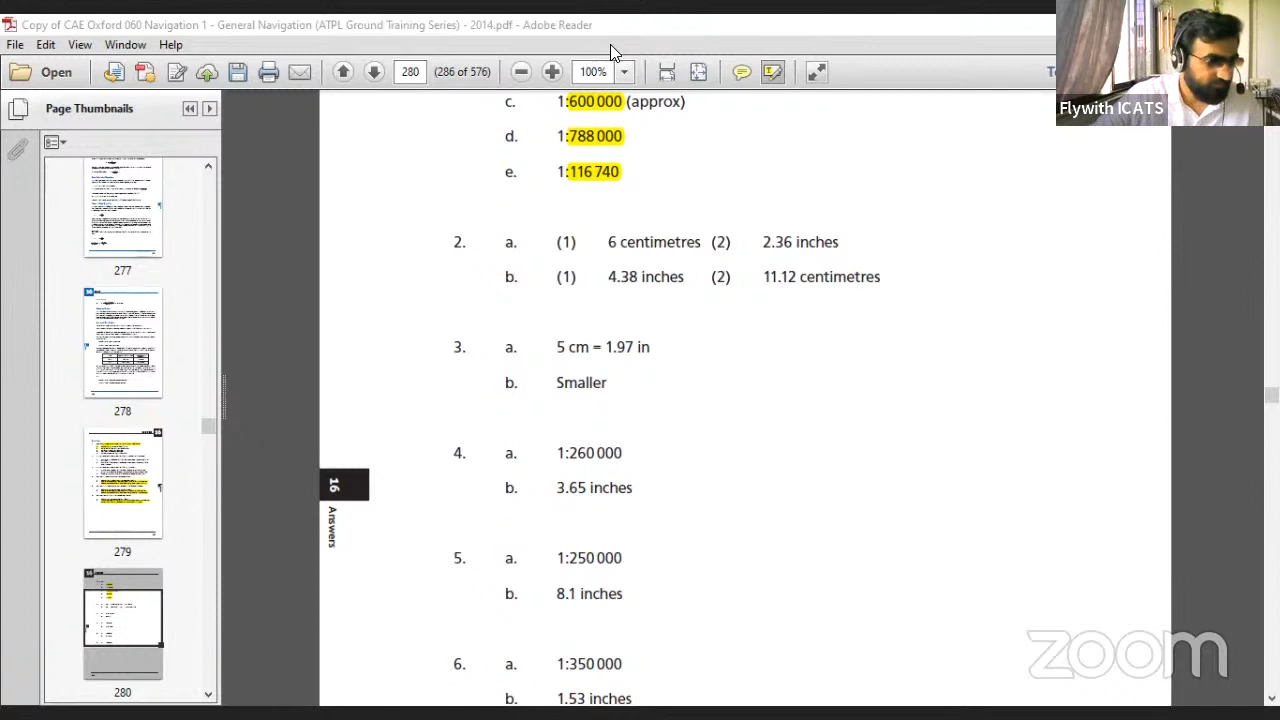 Copy of CAE Oxford 060 Navigation 1 - General Navigation (ATPL Ground Training Series) - 2014.pdf - Adobe Reader
File Edit View Window Help
Open 280 (286 of 576) 100%
Page Thumbnails
Flywith ICATS
277
278
279
280
c. 1:600 000 (approx)
d. 1:788 000
e. 1:116 740
2. a. (1) 6 centimetres (2) 2.36 inches
b. (1) 4.38 inches (2) 11.12 centimetres
3. a. 5 cm = 1.97 in
b. Smaller
4. a. 1:260 000
b. 3.65 inches
5. a. 1:250 000
b. 8.1 inches
6. a. 1:350 000
b. 1.53 inches
16
Answers
zoom